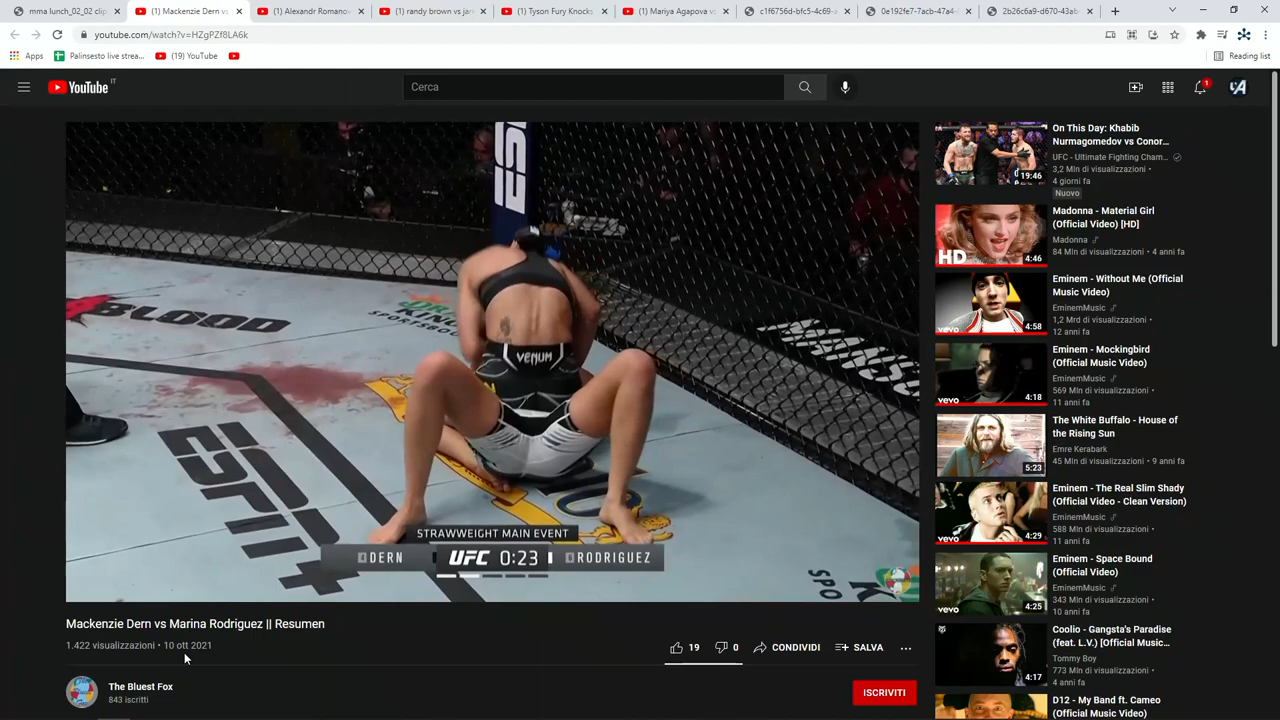 mma lunch_02_02 clip
(1) Mackenzie Dern vs
(1) Alexandr Romano
(1) randy brown vs jar
(1) Tyson Fury Knocks
(1) Mariya Agapova vs
c1f6756d-bfc5-4c69-a
0e192fe7-7acb-47a4-
2b26c6a9-d670-43ab
youtube.com/watch?v=HZgPZf8LA6k
Apps
Palinsesto live strea...
(19) YouTube
Reading list
YouTube IT
Cerca
1
BLOOD
ESPN+
VENUM
STRAWWEIGHT MAIN EVENT
DERN UFC 0:23 RODRIGUEZ
Mackenzie Dern vs Marina Rodriguez || Resumen
1.422 visualizzazioni • 10 ott 2021
19
0
CONDIVIDI
SALVA
The Bluest Fox
843 iscritti
ISCRIVITI
19:46
On This Day: Khabib
Nurmagomedov vs Conor...
UFC - Ultimate Fighting Cham...
3,2 Mln di visualizzazioni •
4 giorni fa
Nuovo
HD
4:46
Madonna - Material Girl
(Official Video) [HD]
Madonna
84 Mln di visualizzazioni • 4 anni fa
vevo
4:58
Eminem - Without Me (Official
Music Video)
EminemMusic
1,2 Mrd di visualizzazioni •
12 anni fa
vevo
4:18
Eminem - Mockingbird
(Official Music Video)
EminemMusic
569 Mln di visualizzazioni •
11 anni fa
5:23
The White Buffalo - House of
the Rising Sun
Emre Kerabark
45 Mln di visualizzazioni • 9 anni fa
vevo
4:29
Eminem - The Real Slim Shady
(Official Video - Clean Version)
EminemMusic
588 Mln di visualizzazioni •
11 anni fa
vevo
4:25
Eminem - Space Bound
(Official Video)
EminemMusic
343 Mln di visualizzazioni •
10 anni fa
4:17
Coolio - Gangsta's Paradise
(feat. L.V.) [Official Music...
Tommy Boy
773 Mln di visualizzazioni •
4 anni fa
D12 - My Band ft. Cameo
(Official Music Video)